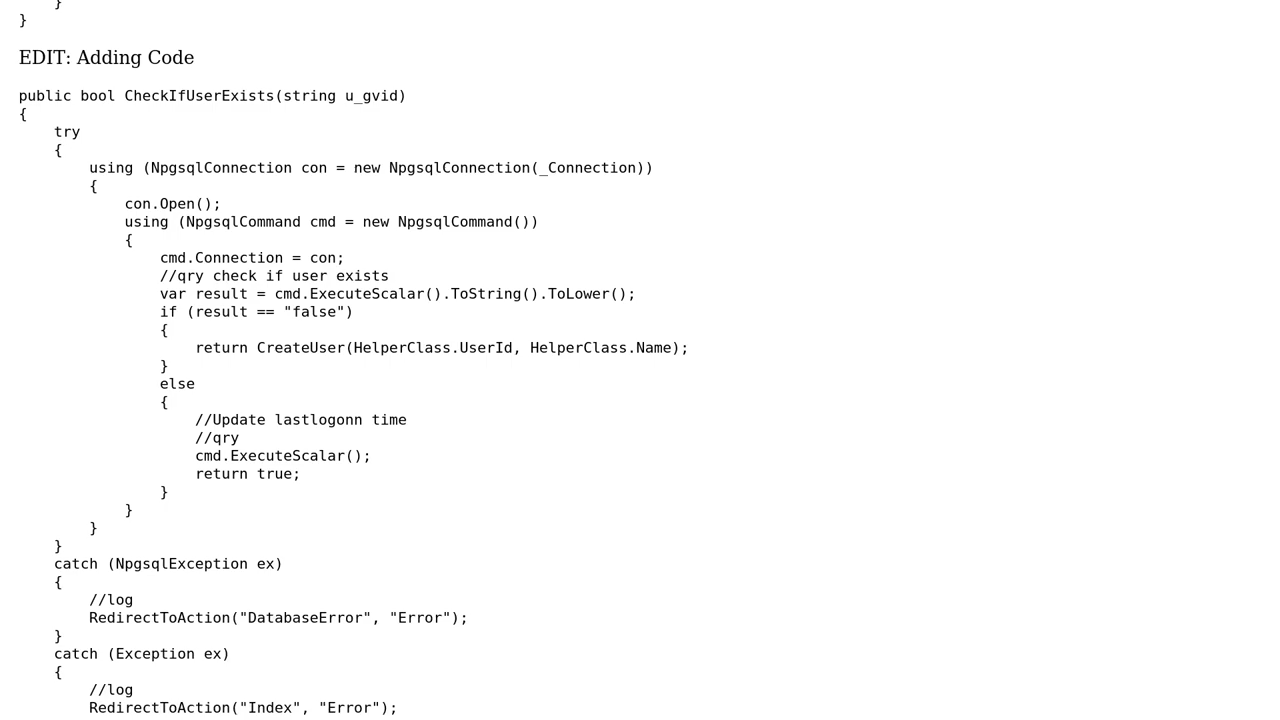 }
}
EDIT: Adding Code
public bool CheckIfUserExists(string u_gvid)
{
    try
    {
        using (NpgsqlConnection con = new NpgsqlConnection(_Connection))
        {
            con.Open();
            using (NpgsqlCommand cmd = new NpgsqlCommand())
            {
                cmd.Connection = con;
                //qry check if user exists
                var result = cmd.ExecuteScalar().ToString().ToLower();
                if (result == "false")
                {
                    return CreateUser(HelperClass.UserId, HelperClass.Name);
                }
                else
                {
                    //Update lastlogonn time
                    //qry
                    cmd.ExecuteScalar();
                    return true;
                }
            }
        }
    }
    catch (NpgsqlException ex)
    {
        //log
        RedirectToAction("DatabaseError", "Error");
    }
    catch (Exception ex)
    {
        //log
        RedirectToAction("Index", "Error");